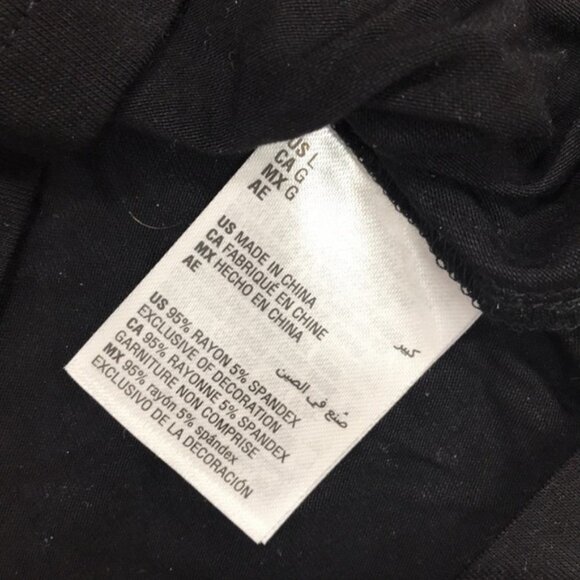 US L
CA G
MX G
AE كبير
US MADE IN CHINA
CA FABRIQUÉ EN CHINE
MX HECHO EN CHINA
AE صُنع في الصين
US 95% RAYON 5% SPANDEX
EXCLUSIVE OF DECORATION
CA 95% RAYONNE 5% SPANDEX
GARNITURE NON COMPRISE
MX 95% rayón 5% spándex
EXCLUSIVO DE LA DECORACIÓN